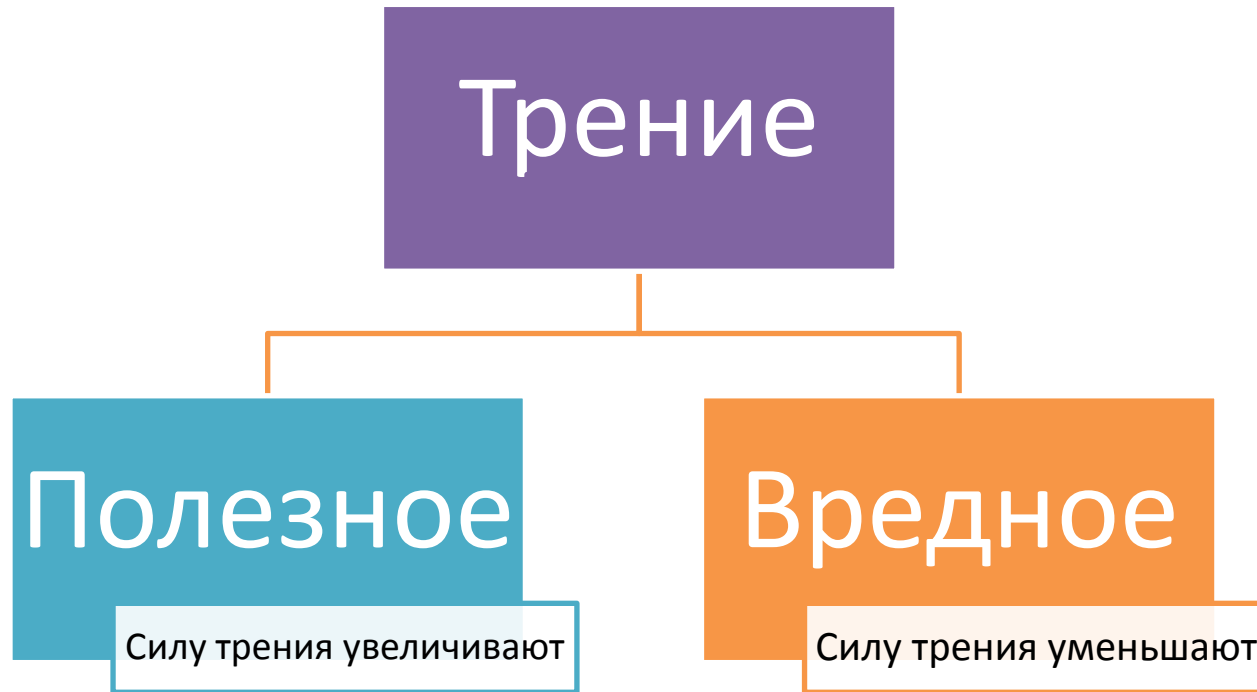 Трение
Полезное
Силу трения увеличивают
Вредное
Силу трения уменьшают